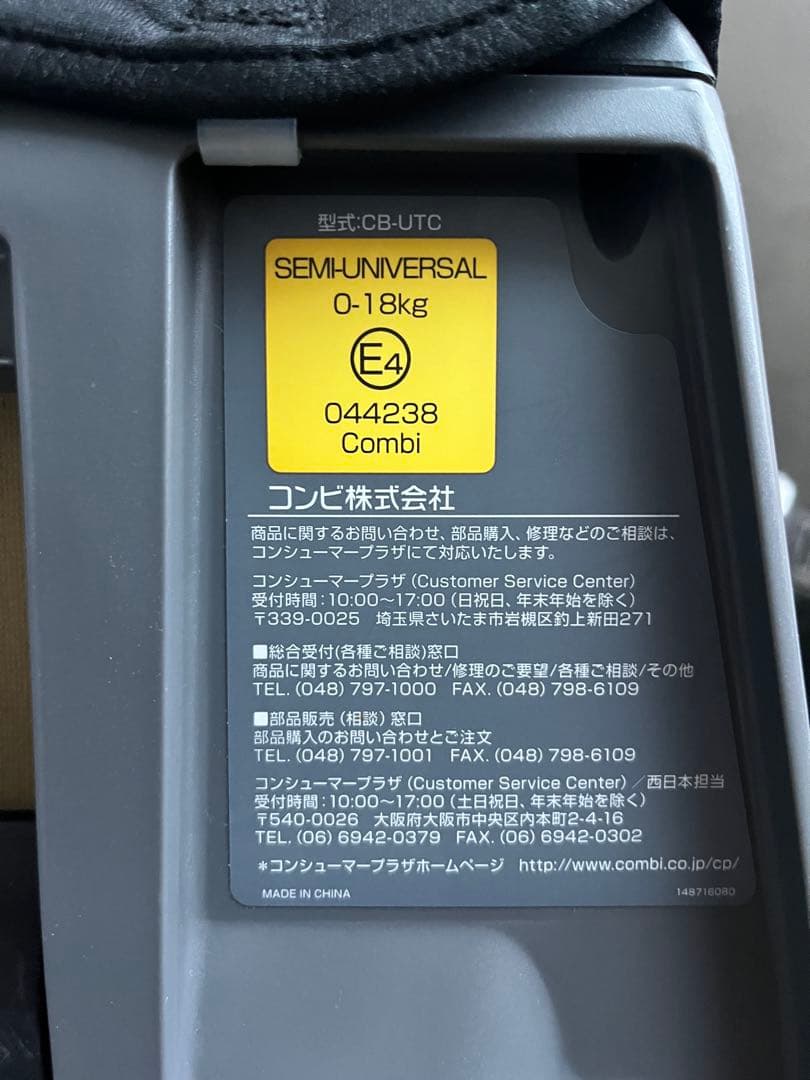 型式:CB-UTC
SEMI-UNIVERSAL
0-18kg
E4
044238
Combi
コンビ株式会社
商品に関するお問い合わせ、部品購入、修理などのご相談は、
コンシューマープラザにて対応いたします。
コンシューマープラザ (Customer Service Center)
受付時間:10:00〜17:00 (日祝日、年末年始を除く)
〒339-0025 埼玉県さいたま市岩槻区釣上新田271
■総合受付(各種ご相談)窓口
商品に関するお問い合わせ/修理のご要望/各種ご相談/その他
TEL. (048) 797-1000 FAX. (048) 798-6109
■部品販売 (相談) 窓口
部品購入のお問い合わせとご注文
TEL. (048) 797-1001 FAX. (048) 798-6109
コンシューマープラザ (Customer Service Center) /西日本担当
受付時間:10:00〜17:00 (土日祝日、年末年始を除く)
〒540-0026 大阪府大阪市中央区内本町2-4-16
TEL. (06) 6942-0379 FAX. (06) 6942-0302
*コンシューマープラザホームページ http://www.combi.co.jp/cp/
MADE IN CHINA 148716080